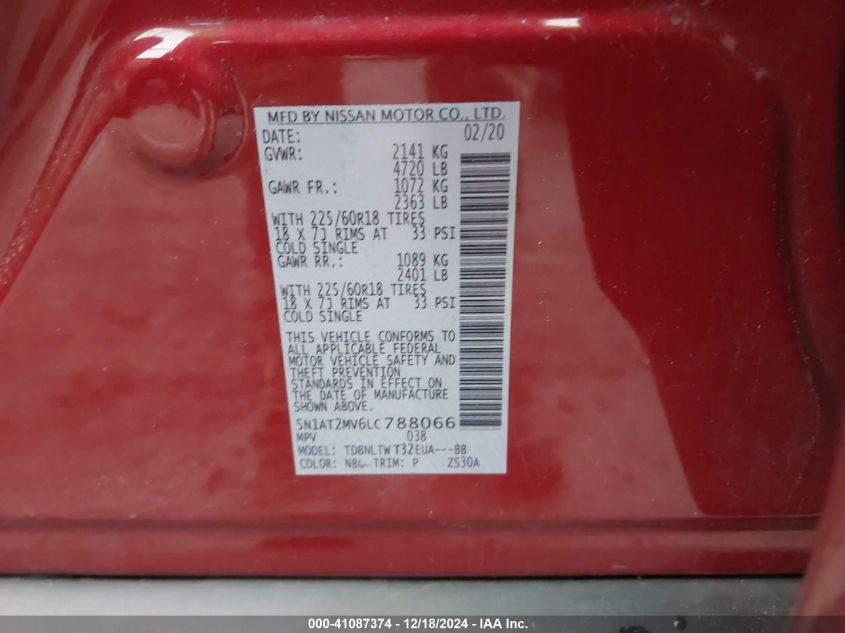 MFD BY NISSAN MOTOR CO., LTD.
DATE: 02/20
GVWR: 2141 KG
4720 LB
GAWR FR.: 1072 KG
2363 LB
WITH 225/60R18 TIRES
18 X 7J RIMS AT 33 PSI
COLD SINGLE
GAWR RR.: 1089 KG
2401 LB
WITH 225/60R18 TIRES
18 X 7J RIMS AT 33 PSI
COLD SINGLE
THIS VEHICLE CONFORMS TO
ALL APPLICABLE FEDERAL
MOTOR VEHICLE SAFETY AND
THEFT PREVENTION
STANDARDS IN EFFECT ON
THE DATE OF MANUFACTURE
SHOWN ABOVE.
5N1AT2MV6LC788066
MPV 038
MODEL: TDBNLTWT32EUA---BB
COLOR: NBL TRIM: P ZS30A
000-41087374 - 12/18/2024 - IAA Inc.